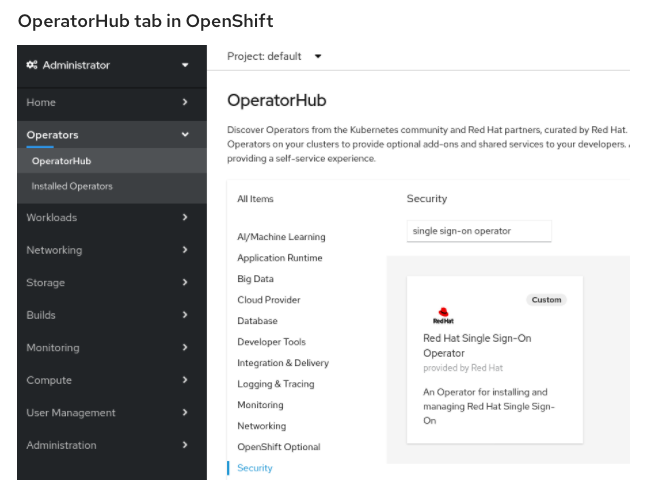 OperatorHub tab in OpenShift
Administrator
Project: default
Home
Operators
OperatorHub
Installed Operators
Workloads
Networking
Storage
Builds
Monitoring
Compute
User Management
Administration
OperatorHub
Discover Operators from the Kubernetes community and Red Hat partners, curated by Red Hat.
Operators on your clusters to provide optional add-ons and shared services to your developers.
providing a self-service experience.
All Items
AI/Machine Learning
Application Runtime
Big Data
Cloud Provider
Database
Developer Tools
Integration & Delivery
Logging & Tracing
Monitoring
Networking
OpenShift Optional
Security
Security
single sign-on operator
Custom
Red Hat
Red Hat Single Sign-On
Operator
provided by Red Hat
An Operator for installing and
managing Red Hat Single Sign-
On